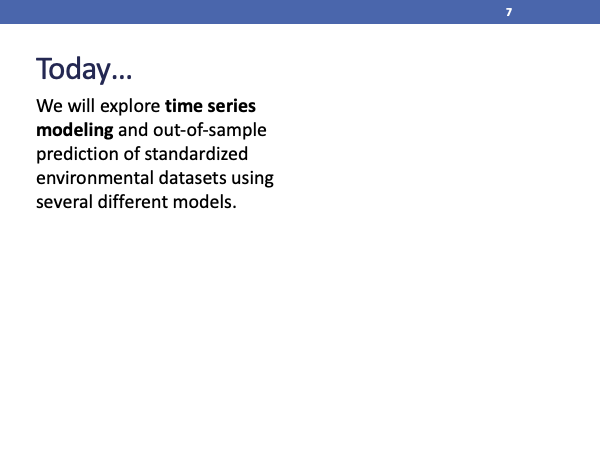 7
Today…
We will explore time series
modeling and out-of-sample
prediction of standardized
environmental datasets using
several different models.